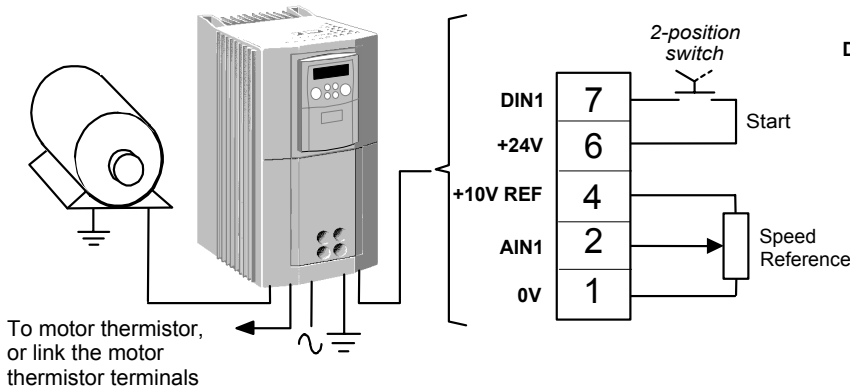 2-position
switch
D
DIN1 7
+24V 6
Start
+10V REF 4
AIN1 2
Speed
Reference
0V 1
To motor thermistor,
or link the motor
thermistor terminals